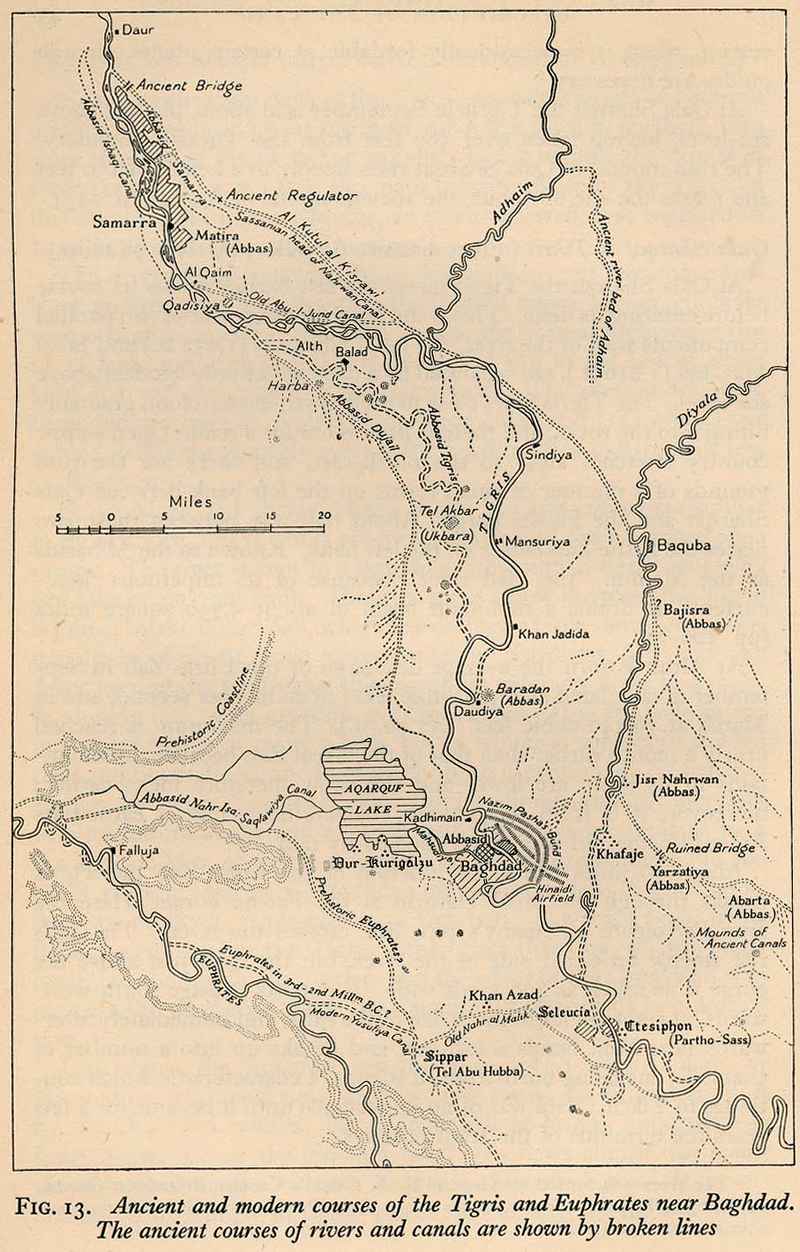 Daur
Ancient Bridge
Abbasid Ishaqi Canal
Abbasid Samarra
Samarra
Ancient Regulator
Al Kutul al Kisrawi
Sassanian head of Nahrwan Canal
Matira
(Abbas.)
Al Qaim
Qadisiya
Old Abu-l-Jund Canal
Adhaim
Ancient river bed of Adhaim
Alth
Balad
Harba
Abbasid Dujail C.
Abbasid Tigris
Diyala
Sindiya
TIGRIS
Tel Akbar
(Ukbara)
Mansuriya
Miles
5 0 5 10 15 20
Baquba
?
Bajisra
(Abbas)
Khan Jadida
Baradan
(Abbas)
Daudiya
Prehistoric Coastline
Abbasid Nahr Isa-Saqlawiya Canal
AQARQUF
LAKE
Jisr Nahrwan
(Abbas.)
Kadhimain
Nazim Pasha's Bund
Abbasid
Baghdad
Falluja
Dur-Kurigalzu
Khafaje
Ruined Bridge
Yarzatiya
(Abbas.)
Hinaidi
Airfield
Abarta
(Abbas.)
Mounds of
Ancient Canals
Prehistoric Euphrates?
Euphrates in 3rd-2nd Millm B.C.?
EUPHRATES
Modern Yusufiya Canal
Khan Azad
Old Nahr al Malik
Seleucia
Ctesiphon
(Partho-Sass)
?
Sippar
(Tel Abu Hubba)
FIG. 13. Ancient and modern courses of the Tigris and Euphrates near Baghdad.
The ancient courses of rivers and canals are shown by broken lines